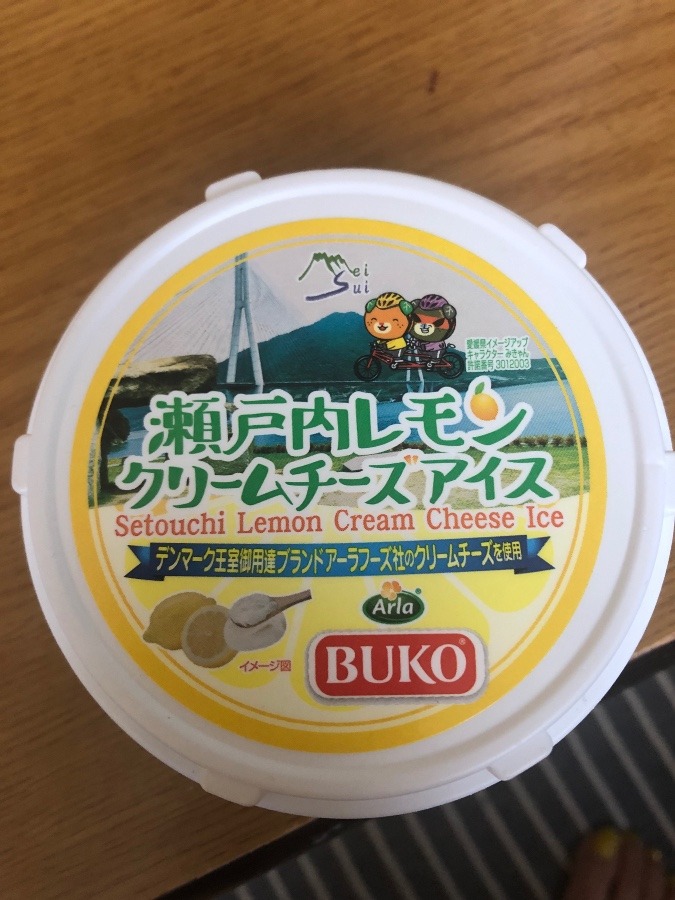 Mei
Sui
愛媛県イメージアップ
キャラクター みきゃん
許諾番号 3012003
瀬戸内レモン
クリームチーズアイス
Setouchi Lemon Cream Cheese Ice
デンマーク王室御用達ブランドアーラフーズ社のクリームチーズを使用
Arla®
イメージ図
BUKO®